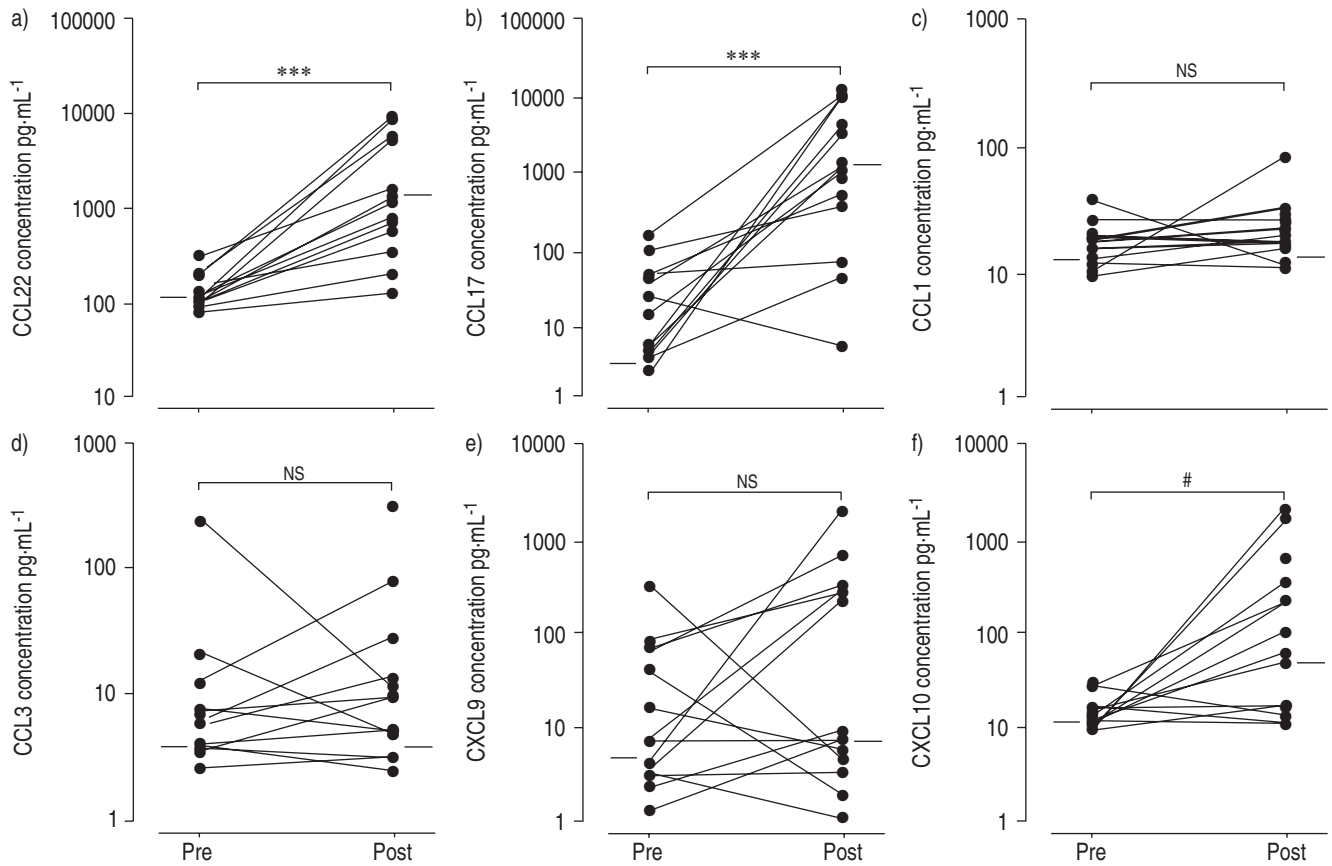 a)
CCL22 concentration pg·mL⁻¹
100000
10000
1000
100
10
***
b)
CCL17 concentration pg·mL⁻¹
100000
10000
1000
100
10
1
***
c)
CCL1 concentration pg·mL⁻¹
1000
100
10
1
NS
d)
CCL3 concentration pg·mL⁻¹
1000
100
10
1
NS
Pre Post
e)
CXCL9 concentration pg·mL⁻¹
10000
1000
100
10
1
NS
Pre Post
f)
CXCL10 concentration pg·mL⁻¹
10000
1000
100
10
1
#
Pre Post